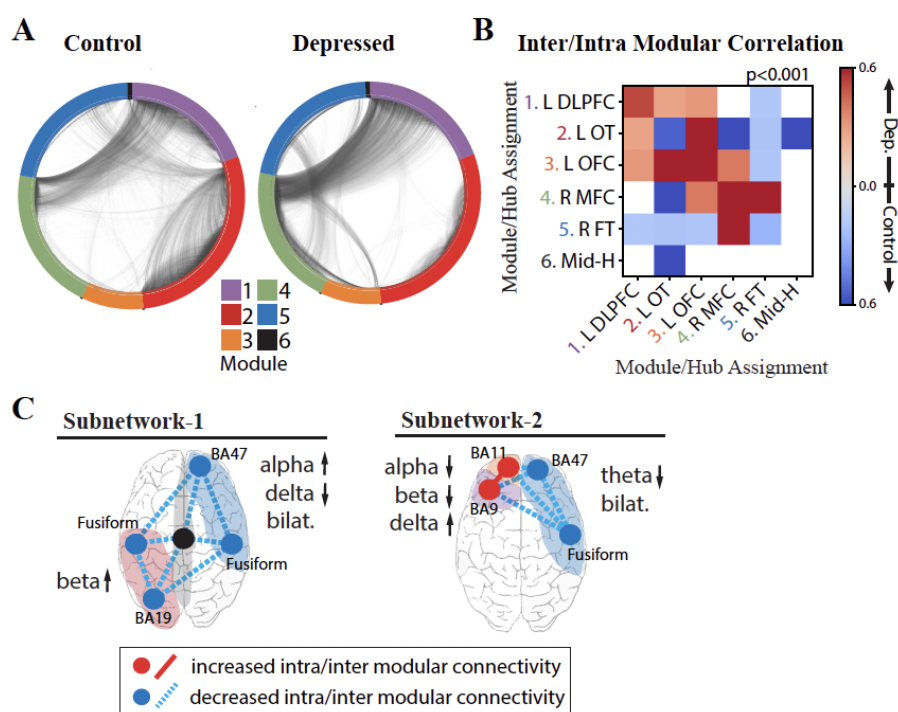 A
Control
Depressed
1 4
2 5
3 6
Module
B
Inter/Intra Modular Correlation
p<0.001
Module/Hub Assignment
1. L DLPFC
2. L OT
3. L OFC
4. R MFC
5. R FT
6. Mid-H
1. L DLPFC
2. L OT
3. L OFC
4. R MFC
5. R FT
6. Mid-H
Module/Hub Assignment
0.6
0.0
0.6
Dep.
Control
C
Subnetwork-1
BA47
alpha
delta
bilat.
Fusiform
Fusiform
beta
BA19
Subnetwork-2
BA11
BA47
alpha
beta
delta
BA9
theta
bilat.
Fusiform
increased intra/inter modular connectivity
decreased intra/inter modular connectivity